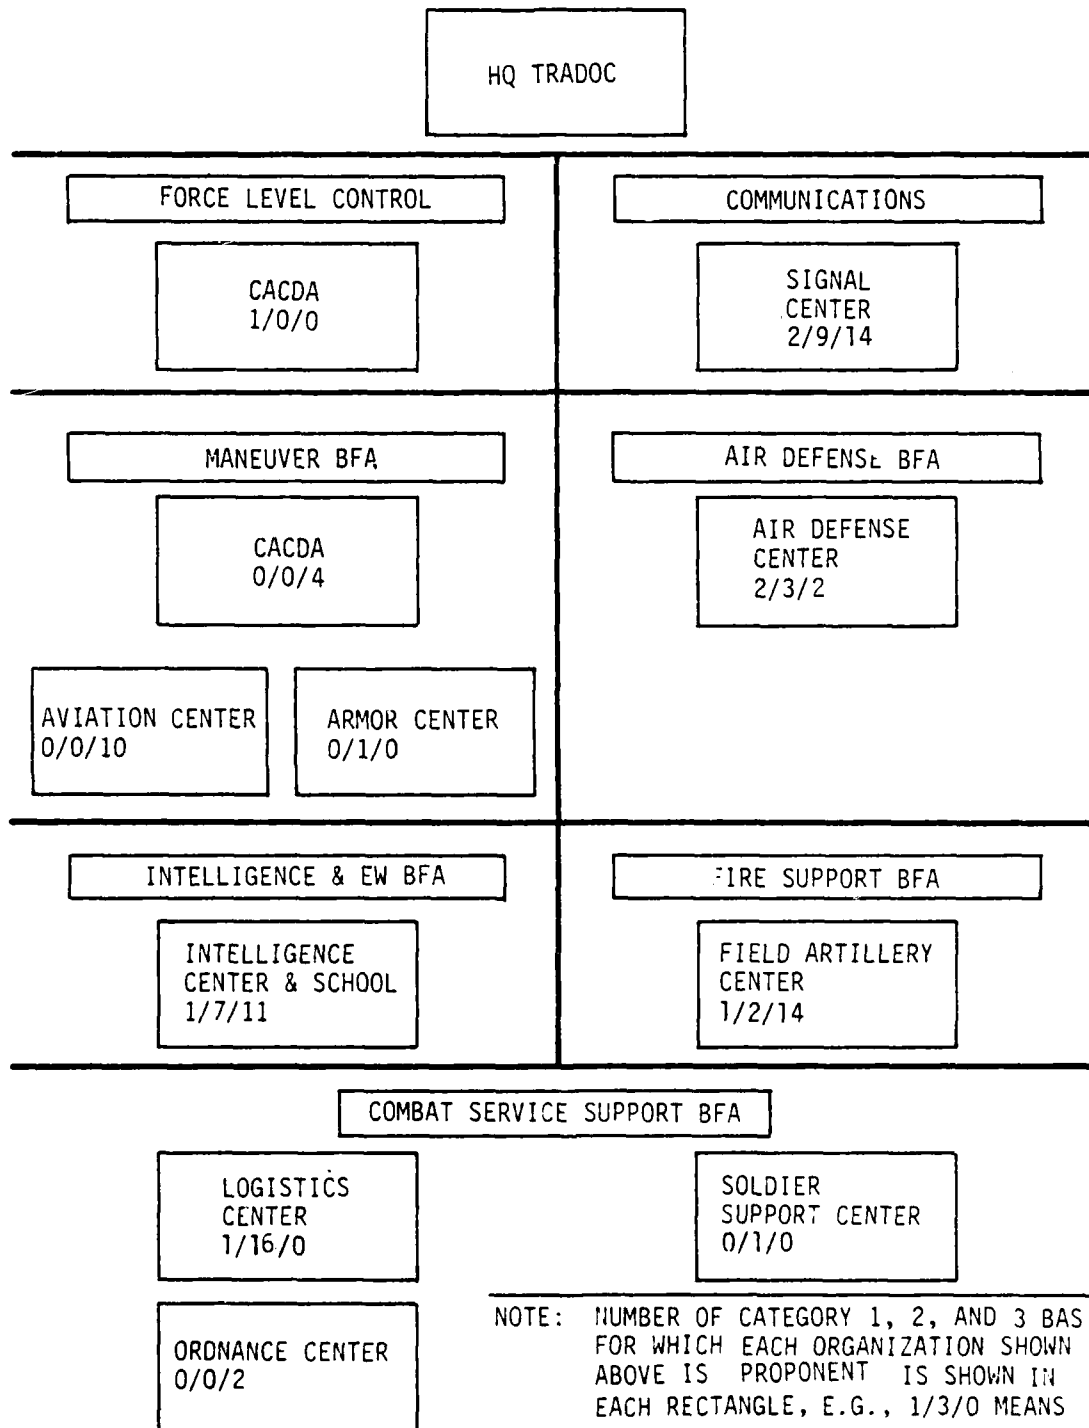 HQ TRADOC
FORCE LEVEL CONTROL
CACDA
1/0/0
COMMUNICATIONS
SIGNAL
CENTER
2/9/14
MANEUVER BFA
CACDA
0/0/4
AVIATION CENTER
0/0/10
ARMOR CENTER
0/1/0
AIR DEFENSE BFA
AIR DEFENSE
CENTER
2/3/2
INTELLIGENCE & EW BFA
INTELLIGENCE
CENTER & SCHOOL
1/7/11
FIRE SUPPORT BFA
FIELD ARTILLERY
CENTER
1/2/14
COMBAT SERVICE SUPPORT BFA
LOGISTICS
CENTER
1/16/0
SOLDIER
SUPPORT CENTER
0/1/0
ORDNANCE CENTER
0/0/2
NOTE: NUMBER OF CATEGORY 1, 2, AND 3 BAS
FOR WHICH EACH ORGANIZATION SHOWN
ABOVE IS PROPONENT IS SHOWN IN
EACH RECTANGLE, E.G., 1/3/0 MEANS